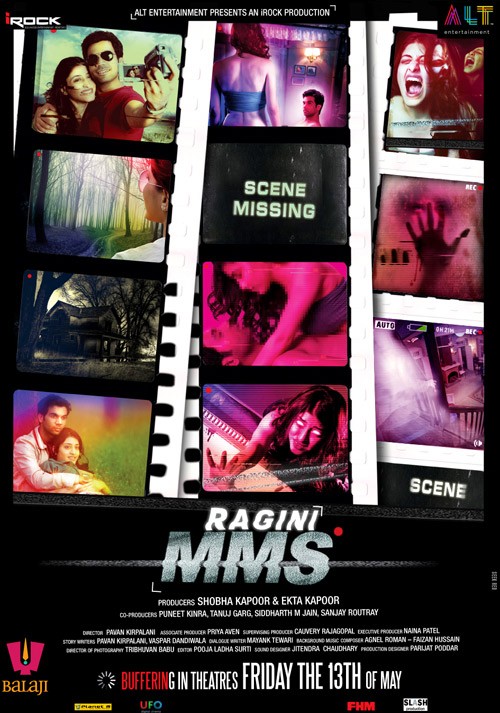 iROCK
ALT ENTERTAINMENT PRESENTS AN iROCK PRODUCTION
ALT
entertainment
SCENE
MISSING
REC
AUTO
0H 21M
REC
SCENE
RAGINI
MMS
PRODUCERS SHOBHA KAPOOR & EKTA KAPOOR
CO-PRODUCERS PUNEET KINRA, TANUJ GARG, SIDDHARTH M JAIN, SANJAY ROUTRAY
DIRECTOR PAVAN KIRPALANI ASSOCIATE PRODUCER PRIYA AVEN SUPERVISING PRODUCER CAUVERY RAJAGOPAL EXECUTIVE PRODUCER NAINA PATEL
STORY WRITERS PAVAN KIRPALANI, VASPAR DANDIWALA DIALOGUE WRITER MAYANK TEWARI BACKGROUND MUSIC COMPOSER AGNEL ROMAN - FAIZAN HUSSAIN
DIRECTOR OF PHOTOGRAPHY TRIBHUVAN BABU EDITOR POOJA LADHA SURTI SOUND DESIGNER JITENDRA CHAUDHARY PRODUCTION DESIGNER PARIJAT PODDAR
BALAJI
BUFFERING IN THEATRES FRIDAY THE 13TH OF MAY
UFO
FHM
SLASH